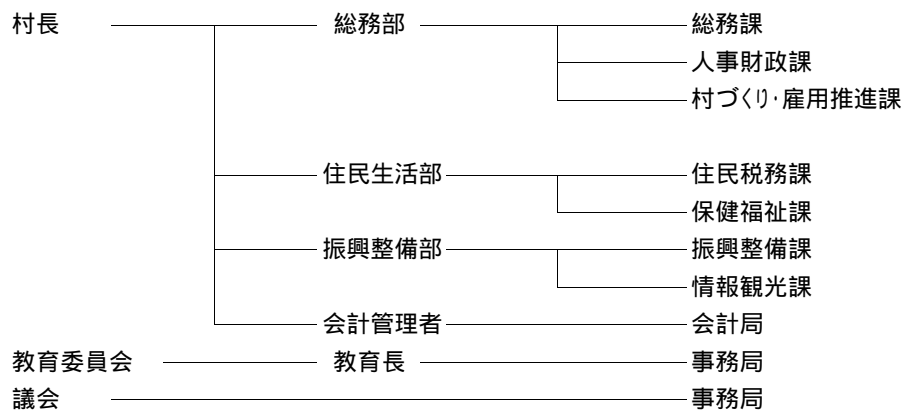 村長 総務部 総務課
人事財政課
村づくり・雇用推進課
住民生活部 住民税務課
保健福祉課
振興整備部 振興整備課
情報観光課
会計管理者 会計局
教育委員会 教育長 事務局
議会 事務局